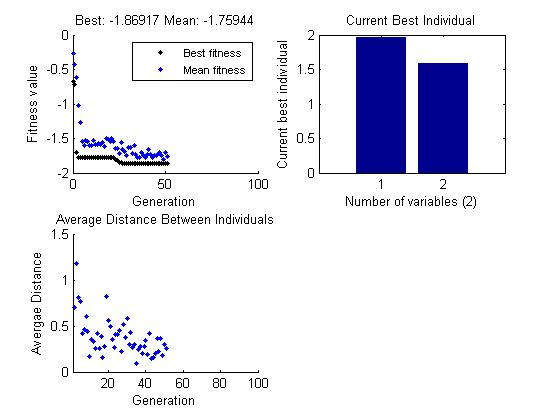 Best: -1.86917 Mean: -1.75944
0
-0.5
-1
-1.5
-2
Fitness value
Best fitness
Mean fitness
0 50 100
Generation
Current Best Individual
2
1.5
1
0.5
0
Current best individual
1 2
Number of variables (2)
Average Distance Between Individuals
1.5
1
0.5
0
Avergae Distance
20 40 60 80 100
Generation